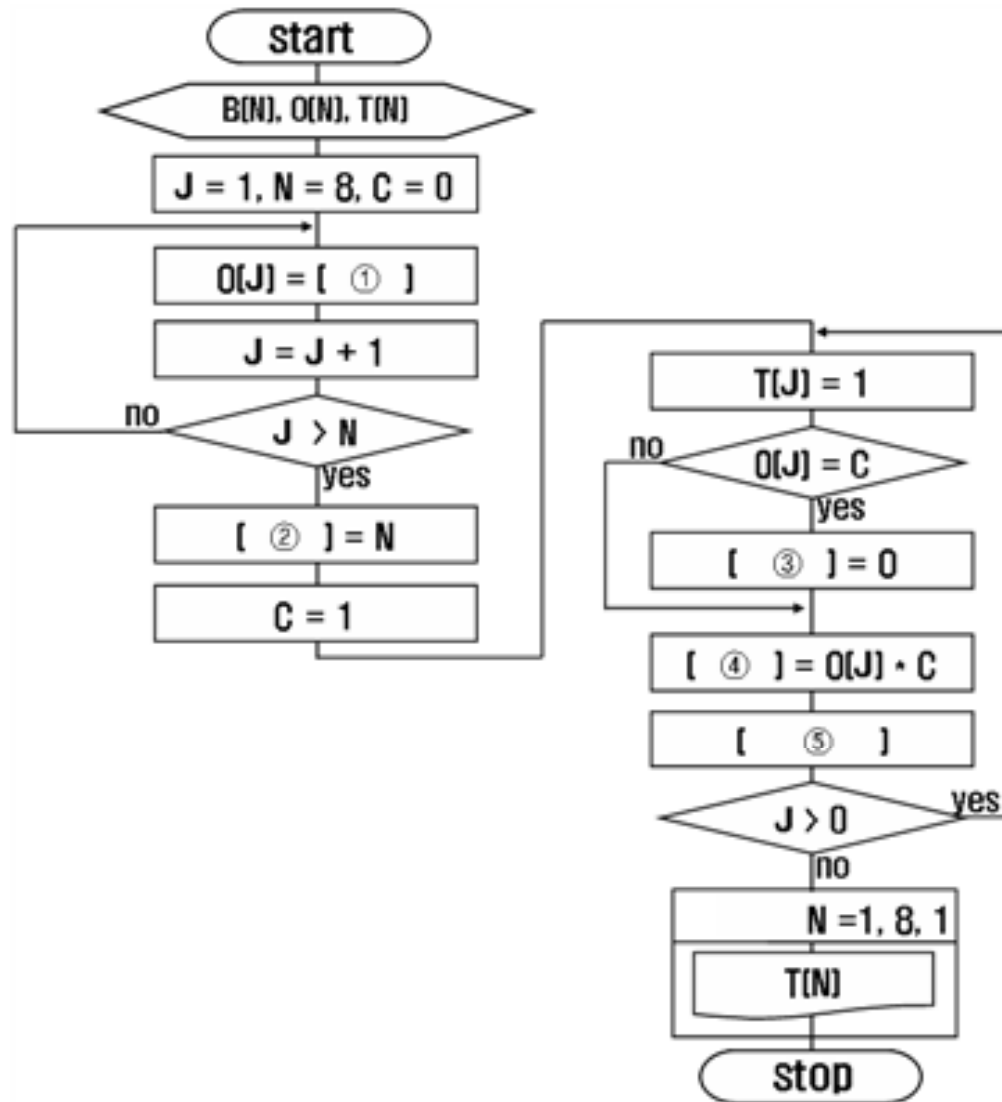 start
B[N], O[N], T[N]
J = 1, N = 8, C = 0
O[J] = [ ① ]
J = J + 1
no
J > N
yes
[ ② ] = N
C = 1
T[J] = 1
no
O[J] = C
yes
[ ③ ] = 0
[ ④ ] = O[J] * C
[ ⑤ ]
J > 0
yes
no
N =1, 8, 1
T[N]
stop